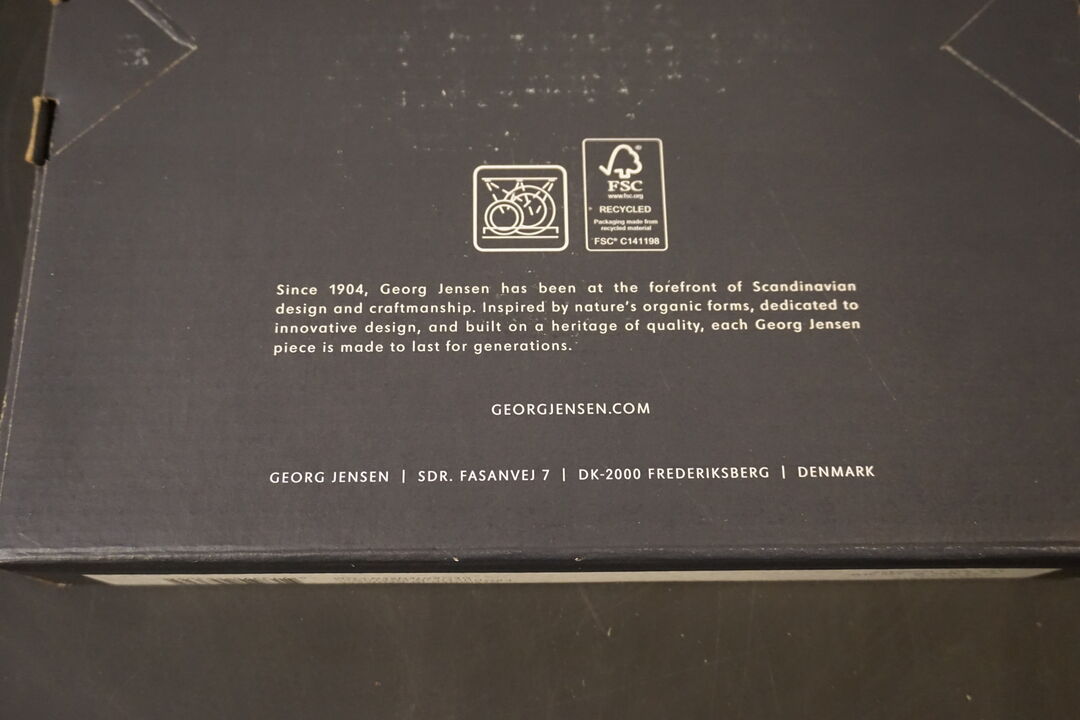 FSC
www.fsc.org
RECYCLED
Packaging made from
recycled material
FSC® C141198
Since 1904, Georg Jensen has been at the forefront of Scandinavian
design and craftmanship. Inspired by nature's organic forms, dedicated to
innovative design, and built on a heritage of quality, each Georg Jensen
piece is made to last for generations.
GEORGJENSEN.COM
GEORG JENSEN | SDR. FASANVEJ 7 | DK-2000 FREDERIKSBERG | DENMARK